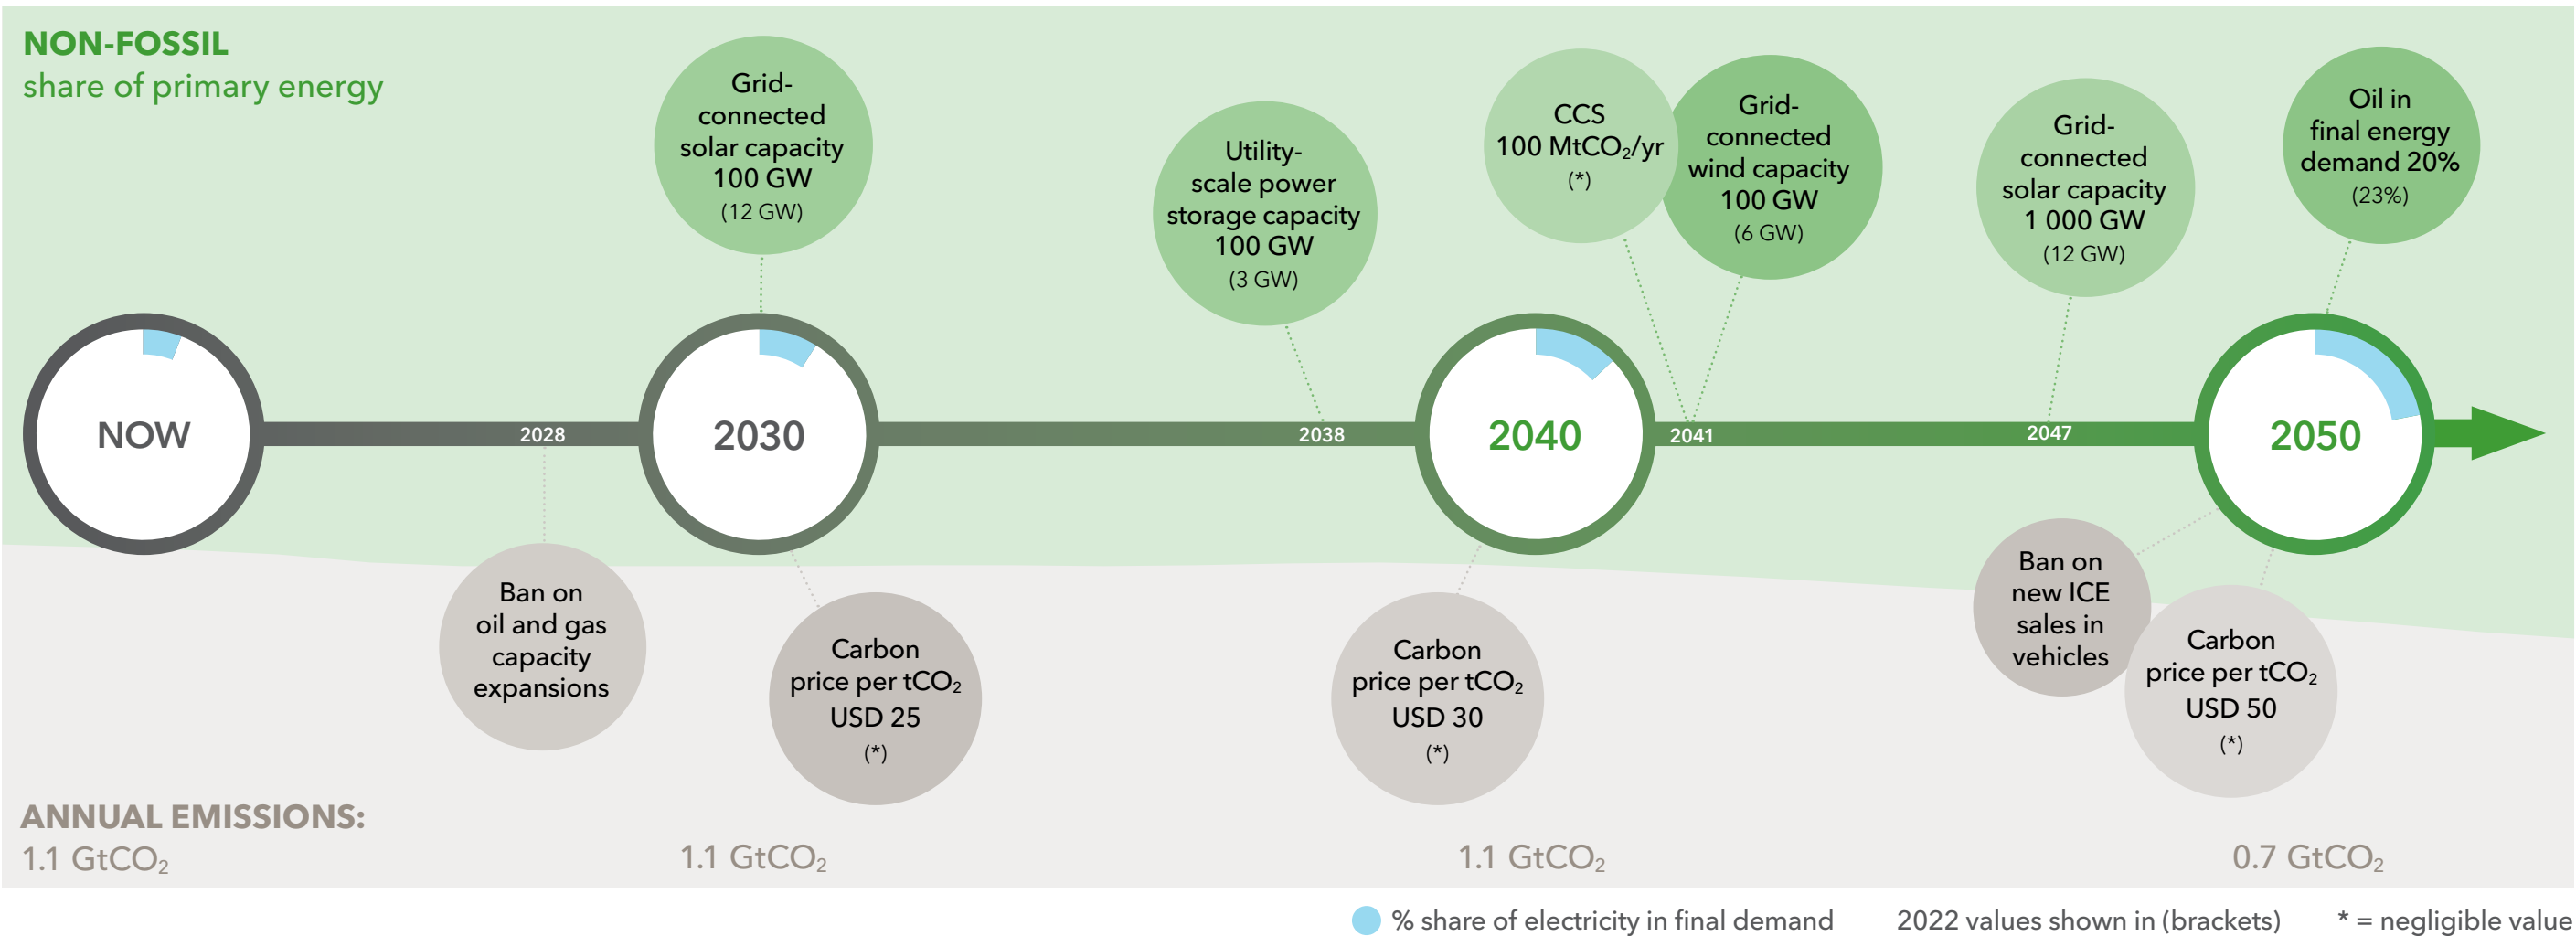 NON-FOSSIL
share of primary energy
Grid-
connected
solar capacity
100 GW
(12 GW)
Utility-
scale power
storage capacity
100 GW
(3 GW)
CCS
100 MtCO₂/yr
(*)
Grid-
connected
wind capacity
100 GW
(6 GW)
Grid-
connected
solar capacity
1 000 GW
(12 GW)
Oil in
final energy
demand 20%
(23%)
NOW
2028
2030
2038
2040
2041
2047
2050
Ban on
oil and gas
capacity
expansions
Carbon
price per tCO₂
USD 25
(*)
Carbon
price per tCO₂
USD 30
(*)
Ban on
new ICE
sales in
vehicles
Carbon
price per tCO₂
USD 50
(*)
ANNUAL EMISSIONS:
1.1 GtCO₂
1.1 GtCO₂
1.1 GtCO₂
0.7 GtCO₂
% share of electricity in final demand
2022 values shown in (brackets)
* = negligible value